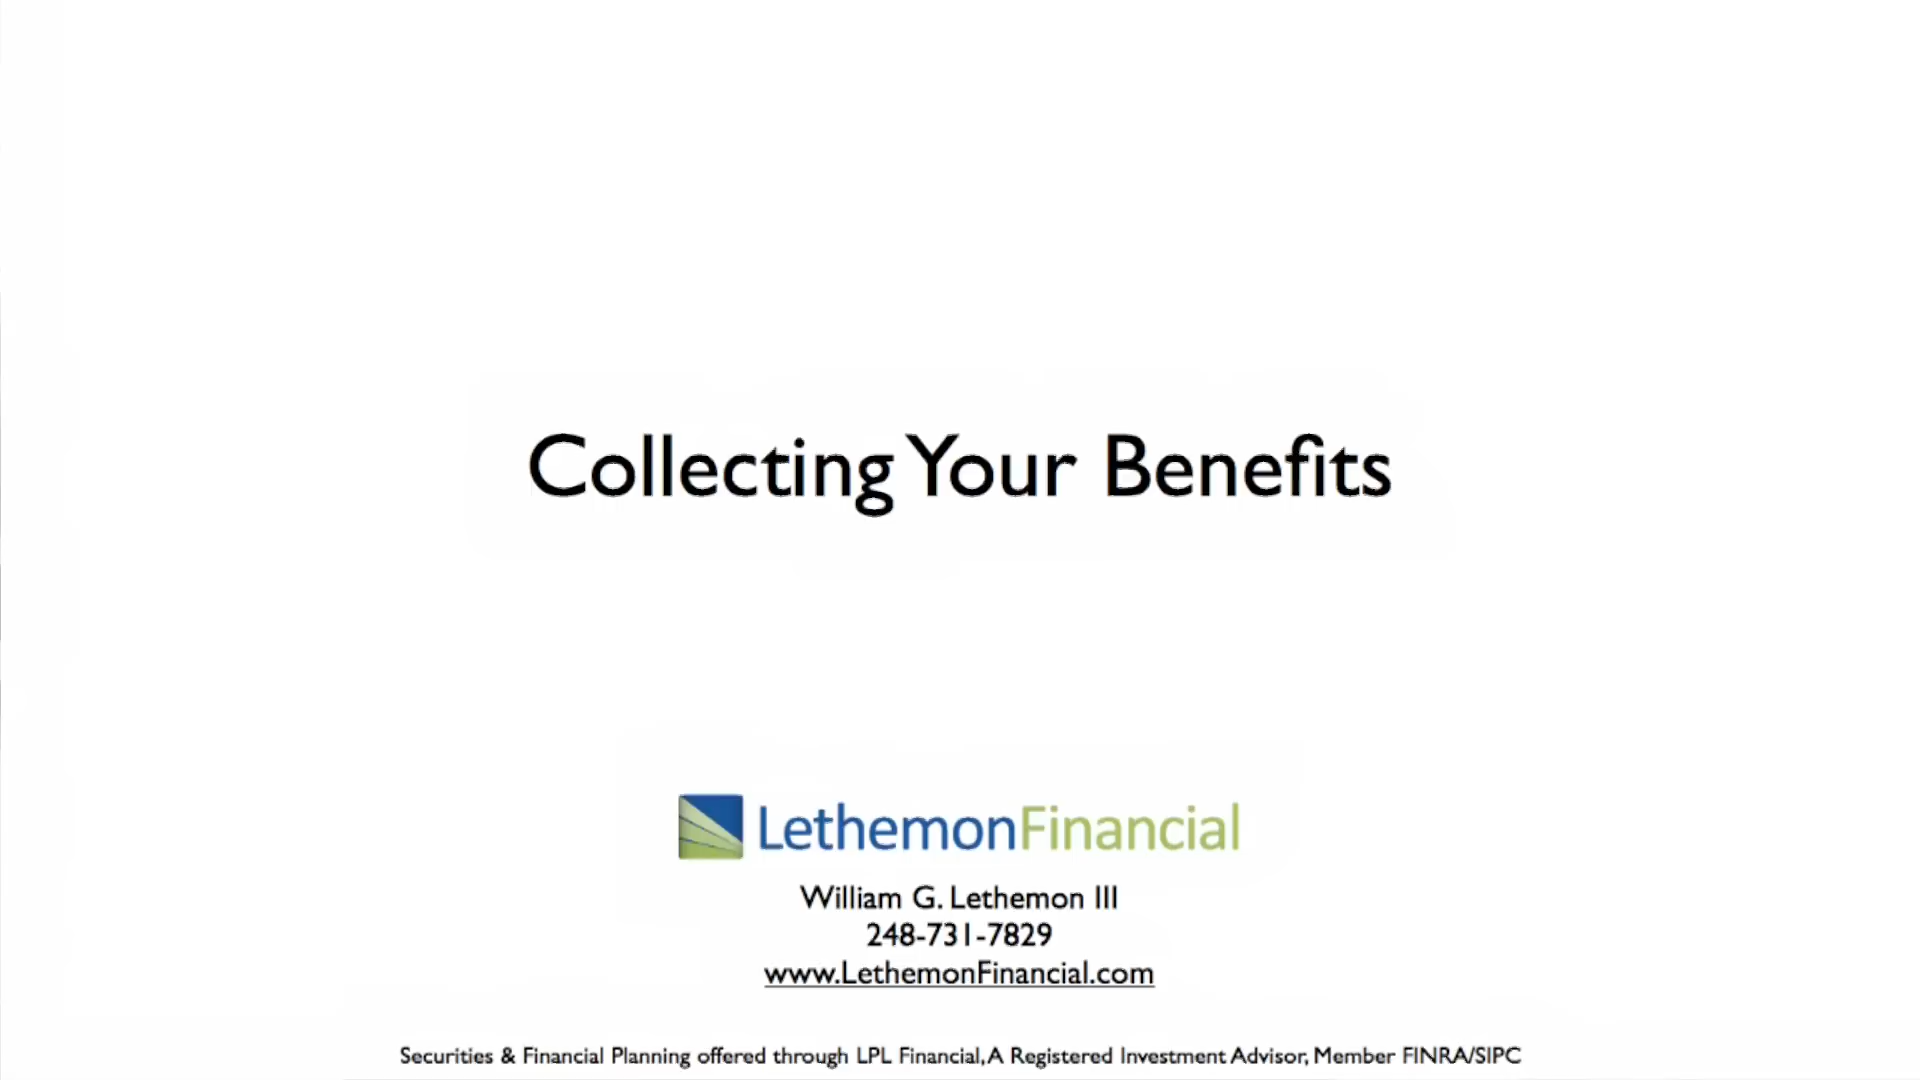 Collecting Your Benefits
LethemonFinancial
William G. Lethemon III
248-731-7829
www.LethemonFinancial.com
Securities & Financial Planning offered through LPL Financial, A Registered Investment Advisor, Member FINRA/SIPC